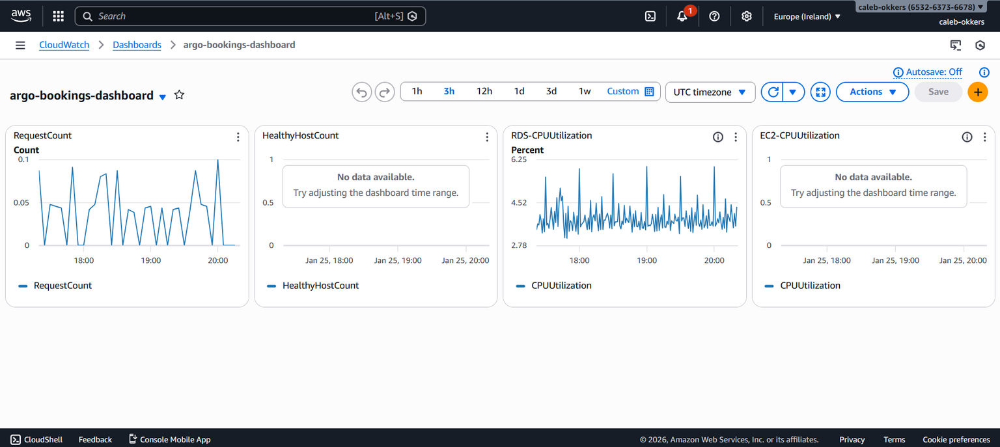 aws
Search [Alt+S]
1
Europe (Ireland)
caleb-okkers (6532-6373-6678)
caleb-okkers
CloudWatch
Dashboards
argo-bookings-dashboard
Autosave: Off
argo-bookings-dashboard
1h 3h 12h 1d 3d 1w Custom
UTC timezone
Actions
Save
RequestCount
Count
0.1
0.05
0
18:00 19:00 20:00
RequestCount
HealthyHostCount
1
No data available.
Try adjusting the dashboard time range.
0.5
0
Jan 25, 18:00 Jan 25, 19:00 Jan 25, 20:00
HealthyHostCount
RDS-CPUUtilization
Percent
6.25
4.52
2.78
18:00 19:00 20:00
CPUUtilization
EC2-CPUUtilization
1
No data available.
Try adjusting the dashboard time range.
0.5
0
Jan 25, 18:00 Jan 25, 19:00 Jan 25, 20:00
CPUUtilization
CloudShell Feedback Console Mobile App © 2026, Amazon Web Services, Inc. or its affiliates. Privacy Terms Cookie preferences